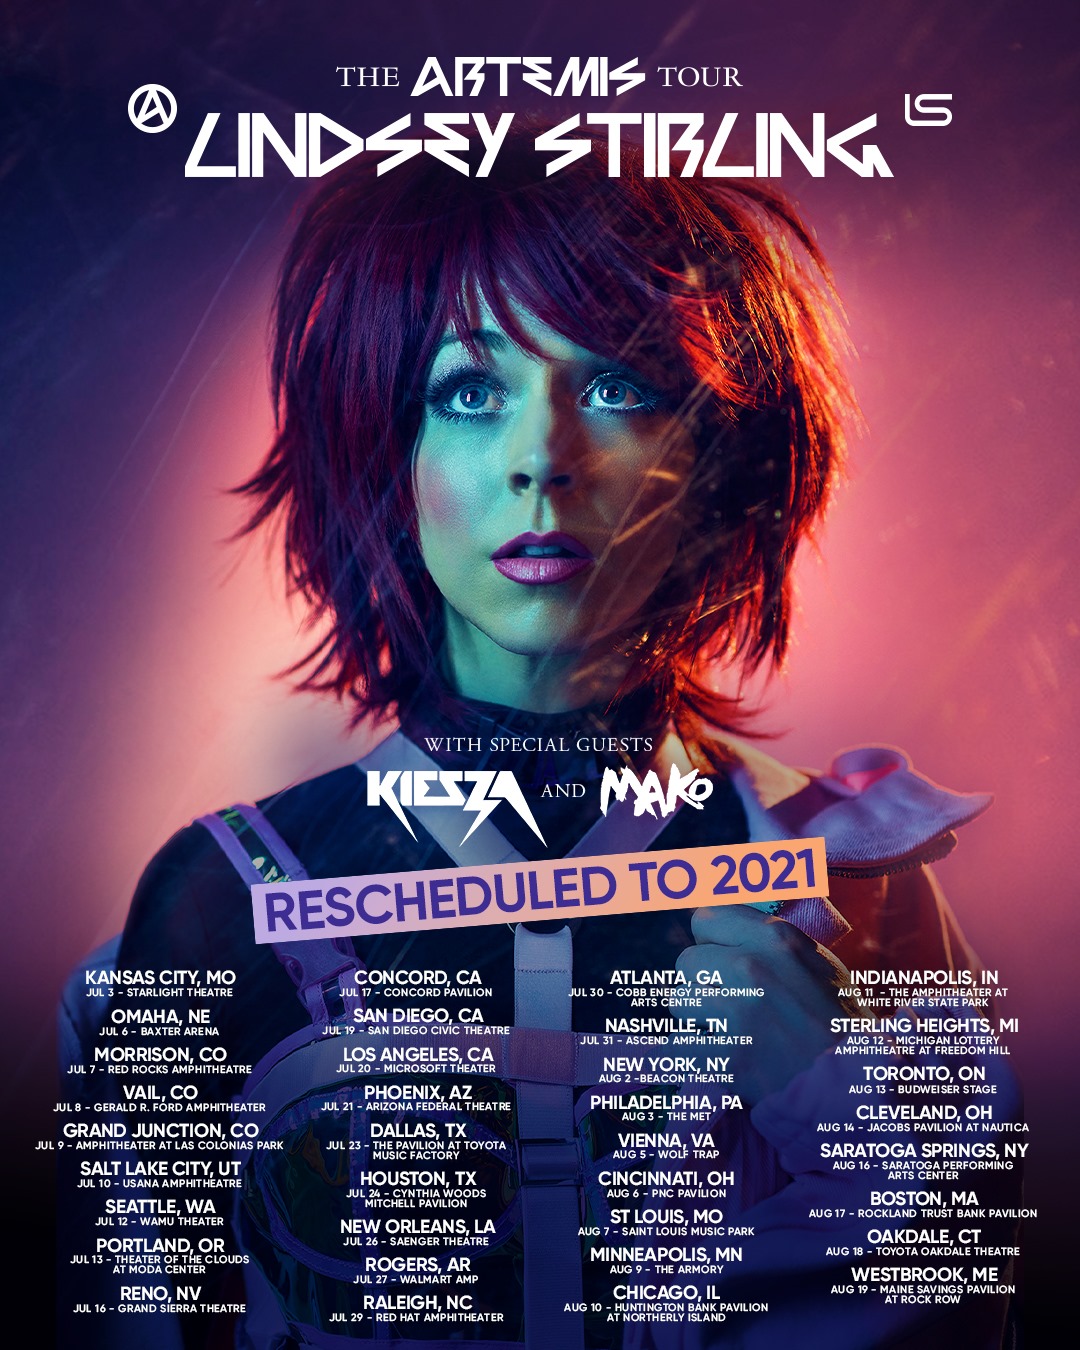 THE ARTEMIS TOUR
LINDSEY STIRLING
WITH SPECIAL GUESTS
KIESZA AND MAKO
RESCHEDULED TO 2021
KANSAS CITY, MO
JUL 3 - STARLIGHT THEATRE
OMAHA, NE
JUL 6 - BAXTER ARENA
MORRISON, CO
JUL 7 - RED ROCKS AMPHITHEATRE
VAIL, CO
JUL 8 - GERALD R. FORD AMPHITHEATER
GRAND JUNCTION, CO
JUL 9 - AMPHITHEATER AT LAS COLONIAS PARK
SALT LAKE CITY, UT
JUL 10 - USANA AMPHITHEATRE
SEATTLE, WA
JUL 12 - WAMU THEATER
PORTLAND, OR
JUL 13 - THEATER OF THE CLOUDS
AT MODA CENTER
RENO, NV
JUL 16 - GRAND SIERRA THEATRE
CONCORD, CA
JUL 17 - CONCORD PAVILION
SAN DIEGO, CA
JUL 19 - SAN DIEGO CIVIC THEATRE
LOS ANGELES, CA
JUL 20 - MICROSOFT THEATER
PHOENIX, AZ
JUL 21 - ARIZONA FEDERAL THEATRE
DALLAS, TX
JUL 23 - THE PAVILION AT TOYOTA
MUSIC FACTORY
HOUSTON, TX
JUL 24 - CYNTHIA WOODS
MITCHELL PAVILION
NEW ORLEANS, LA
JUL 26 - SAENGER THEATRE
ROGERS, AR
JUL 27 - WALMART AMP
RALEIGH, NC
JUL 29 - RED HAT AMPHITHEATER
ATLANTA, GA
JUL 30 - COBB ENERGY PERFORMING
ARTS CENTRE
NASHVILLE, TN
JUL 31 - ASCEND AMPHITHEATER
NEW YORK, NY
AUG 2 -BEACON THEATRE
PHILADELPHIA, PA
AUG 3 - THE MET
VIENNA, VA
AUG 5 - WOLF TRAP
CINCINNATI, OH
AUG 6 - PNC PAVILION
ST LOUIS, MO
AUG 7 - SAINT LOUIS MUSIC PARK
MINNEAPOLIS, MN
AUG 9 - THE ARMORY
CHICAGO, IL
AUG 10 - HUNTINGTON BANK PAVILION
AT NORTHERLY ISLAND
INDIANAPOLIS, IN
AUG 11 - THE AMPHITHEATER AT
WHITE RIVER STATE PARK
STERLING HEIGHTS, MI
AUG 12 - MICHIGAN LOTTERY
AMPHITHEATRE AT FREEDOM HILL
TORONTO, ON
AUG 13 - BUDWEISER STAGE
CLEVELAND, OH
AUG 14 - JACOBS PAVILION AT NAUTICA
SARATOGA SPRINGS, NY
AUG 16 - SARATOGA PERFORMING
ARTS CENTER
BOSTON, MA
AUG 17 - ROCKLAND TRUST BANK PAVILION
OAKDALE, CT
AUG 18 - TOYOTA OAKDALE THEATRE
WESTBROOK, ME
AUG 19 - MAINE SAVINGS PAVILION
AT ROCK ROW